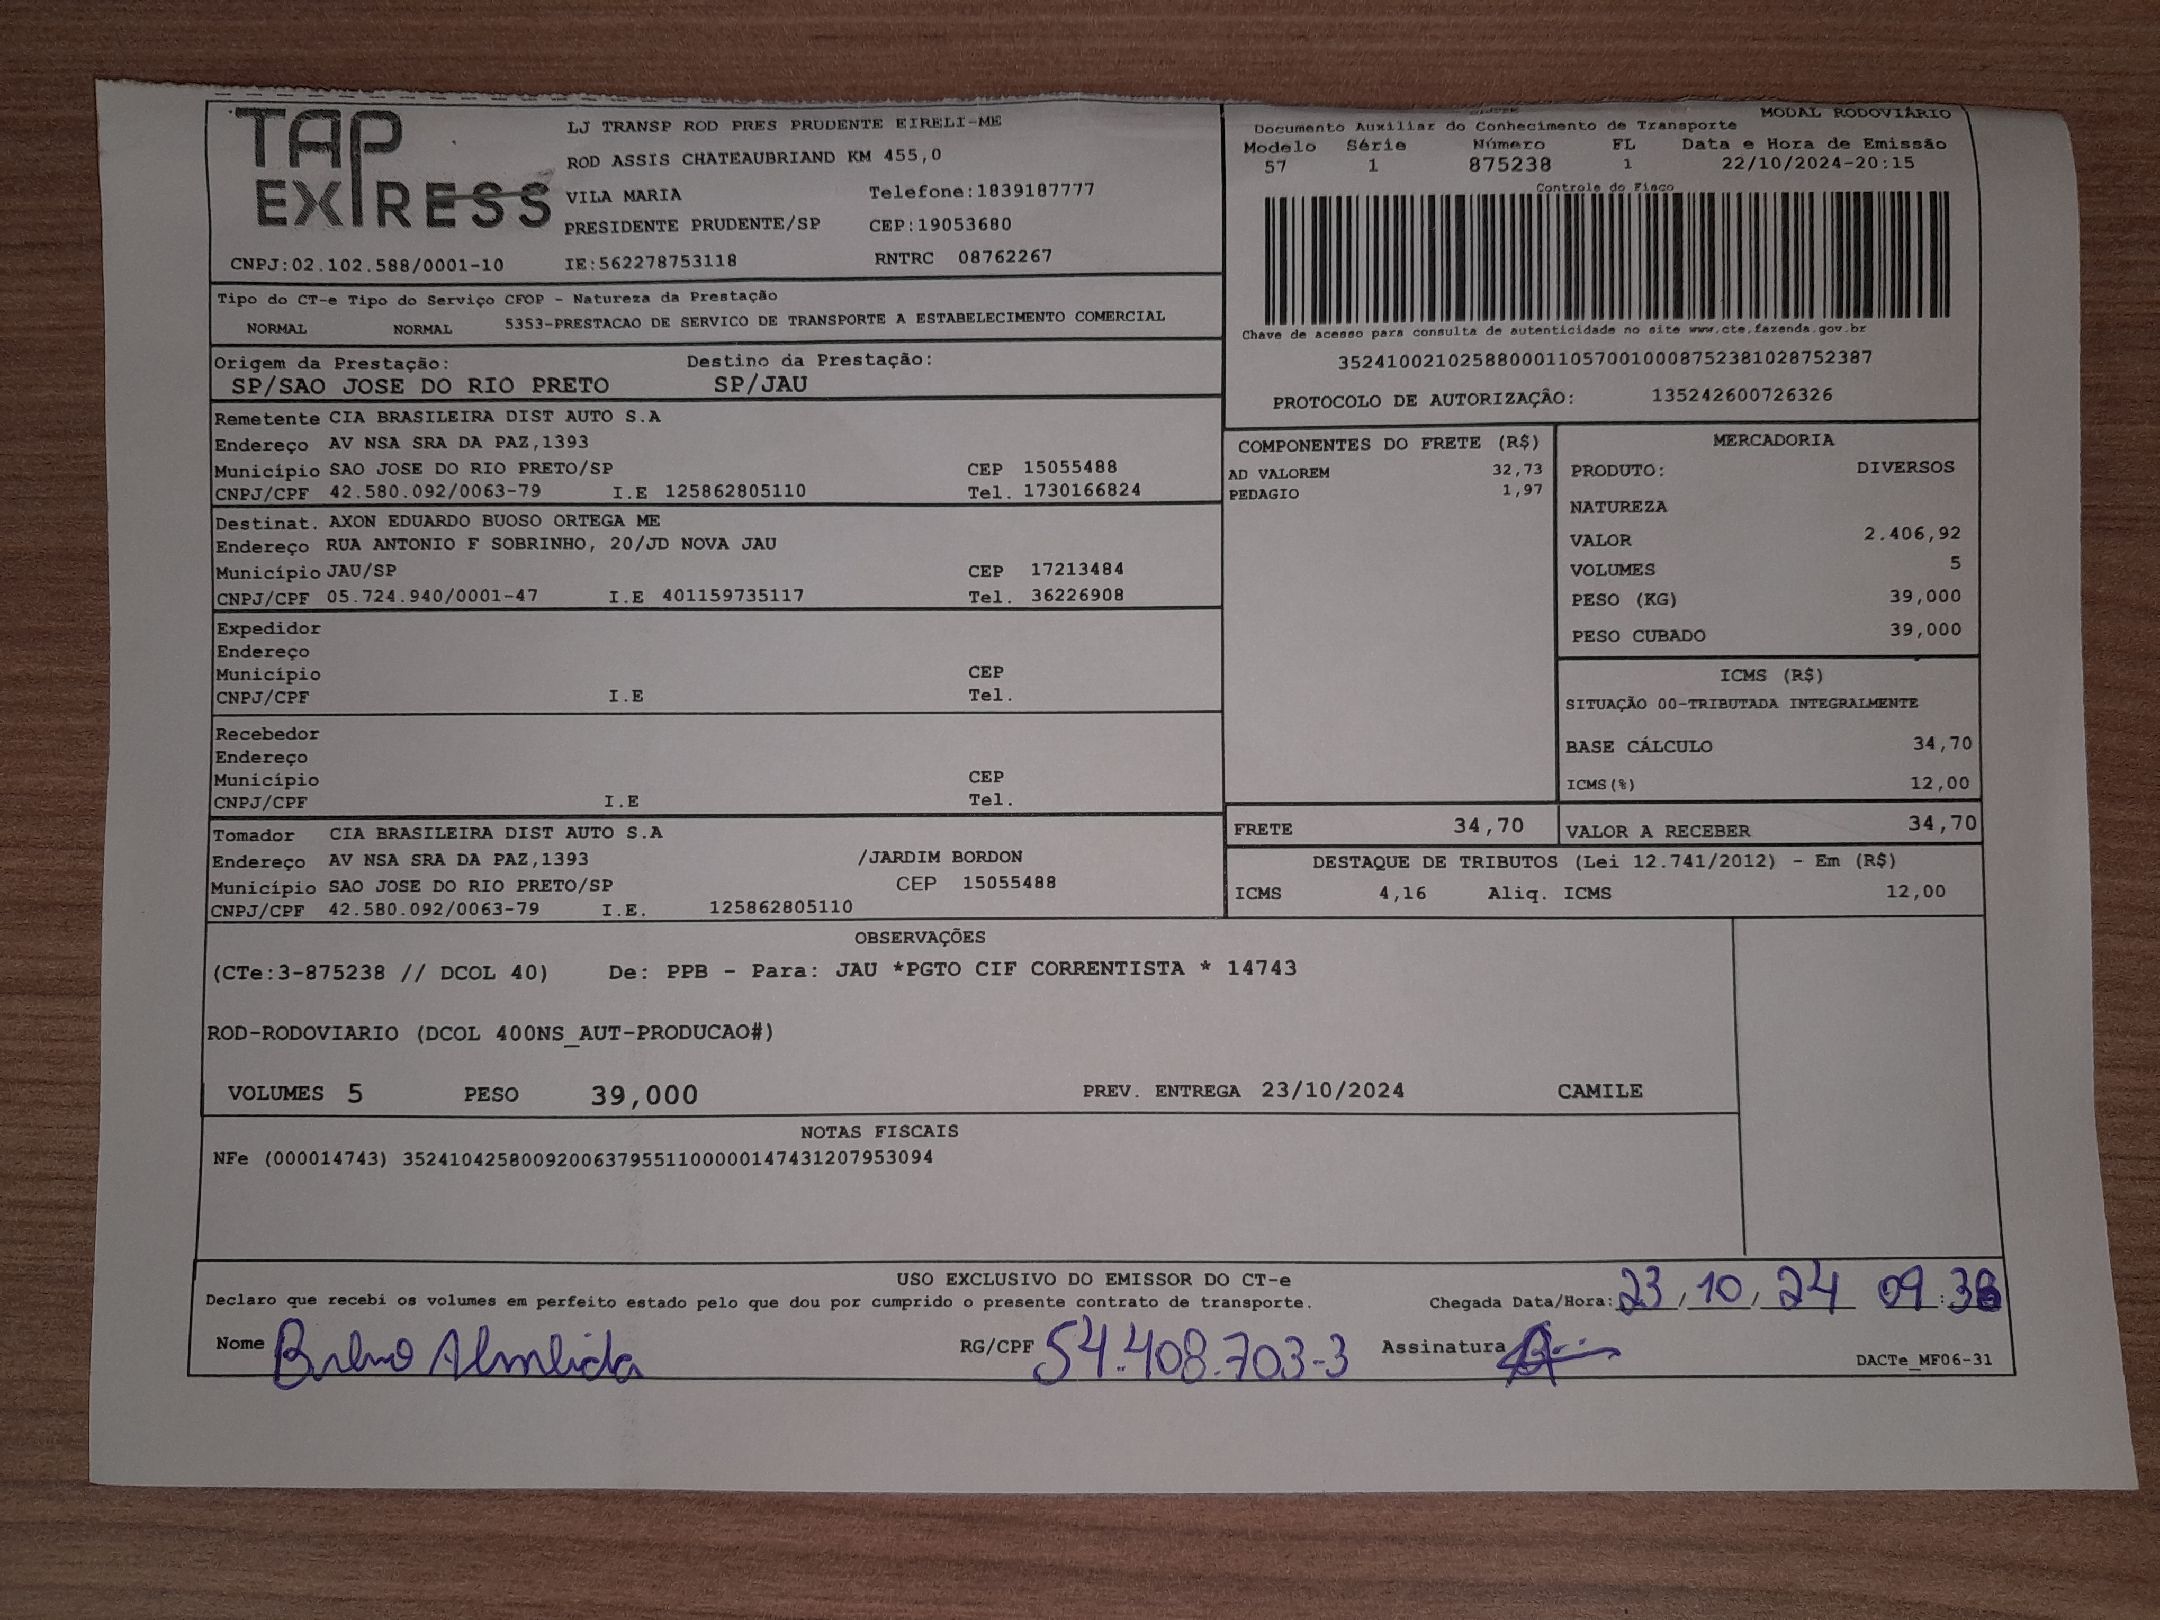 TAP
EXPRESS
LJ TRANSP ROD PRES PRUDENTE EIRELI-ME
ROD ASSIS CHATEAUBRIAND KM 455,0
VILA MARIA Telefone:1839187777
PRESIDENTE PRUDENTE/SP CEP:19053680
CNPJ:02.102.588/0001-10 IE:562278753118 RNTRC 08762267
MODAL RODOVIÁRIO
Documento Auxiliar do Conhecimento de Transporte
Modelo Série Número FL Data e Hora de Emissão
57 1 875238 1 22/10/2024-20:15
Controle do Fisco
Chave de acesso para consulta de autenticidade no site www.cte.fazenda.gov.br
35241002102588000110570010008752381028752387
PROTOCOLO DE AUTORIZAÇÃO: 135242600726326
Tipo do CT-e Tipo do Serviço CFOP - Natureza da Prestação
NORMAL NORMAL 5353-PRESTACAO DE SERVICO DE TRANSPORTE A ESTABELECIMENTO COMERCIAL
Origem da Prestação: Destino da Prestação:
SP/SAO JOSE DO RIO PRETO SP/JAU
Remetente CIA BRASILEIRA DIST AUTO S.A
Endereço AV NSA SRA DA PAZ,1393
Município SAO JOSE DO RIO PRETO/SP CEP 15055488
CNPJ/CPF 42.580.092/0063-79 I.E 125862805110 Tel. 1730166824
Destinat. AXON EDUARDO BUOSO ORTEGA ME
Endereço RUA ANTONIO F SOBRINHO, 20/JD NOVA JAU
Município JAU/SP CEP 17213484
CNPJ/CPF 05.724.940/0001-47 I.E 401159735117 Tel. 36226908
Expedidor
Endereço
Município CEP
CNPJ/CPF I.E Tel.
Recebedor
Endereço
Município CEP
CNPJ/CPF I.E Tel.
Tomador CIA BRASILEIRA DIST AUTO S.A
Endereço AV NSA SRA DA PAZ,1393 /JARDIM BORDON
Município SAO JOSE DO RIO PRETO/SP CEP 15055488
CNPJ/CPF 42.580.092/0063-79 I.E. 125862805110
COMPONENTES DO FRETE (R$)
AD VALOREM 32,73
PEDAGIO 1,97
MERCADORIA
PRODUTO: DIVERSOS
NATUREZA
VALOR 2.406,92
VOLUMES 5
PESO (KG) 39,000
PESO CUBADO 39,000
ICMS (R$)
SITUAÇÃO 00-TRIBUTADA INTEGRALMENTE
BASE CÁLCULO 34,70
ICMS(%) 12,00
FRETE 34,70 VALOR A RECEBER 34,70
DESTAQUE DE TRIBUTOS (Lei 12.741/2012) - Em (R$)
ICMS 4,16 Aliq. ICMS 12,00
OBSERVAÇÕES
(CTe:3-875238 // DCOL 40) De: PPB - Para: JAU *PGTO CIF CORRENTISTA * 14743
ROD-RODOVIARIO (DCOL 400NS_AUT-PRODUCAO#)
VOLUMES 5 PESO 39,000 PREV. ENTREGA 23/10/2024 CAMILE
NOTAS FISCAIS
NFe (000014743) 35241042580092006379551100000147431207953094
USO EXCLUSIVO DO EMISSOR DO CT-e
Declaro que recebi os volumes em perfeito estado pelo que dou por cumprido o presente contrato de transporte. Chegada Data/Hora: 23/10/24 09:36
Nome Bruno Almeida RG/CPF 54.408.703-3 Assinatura
DACTe_MF06-31